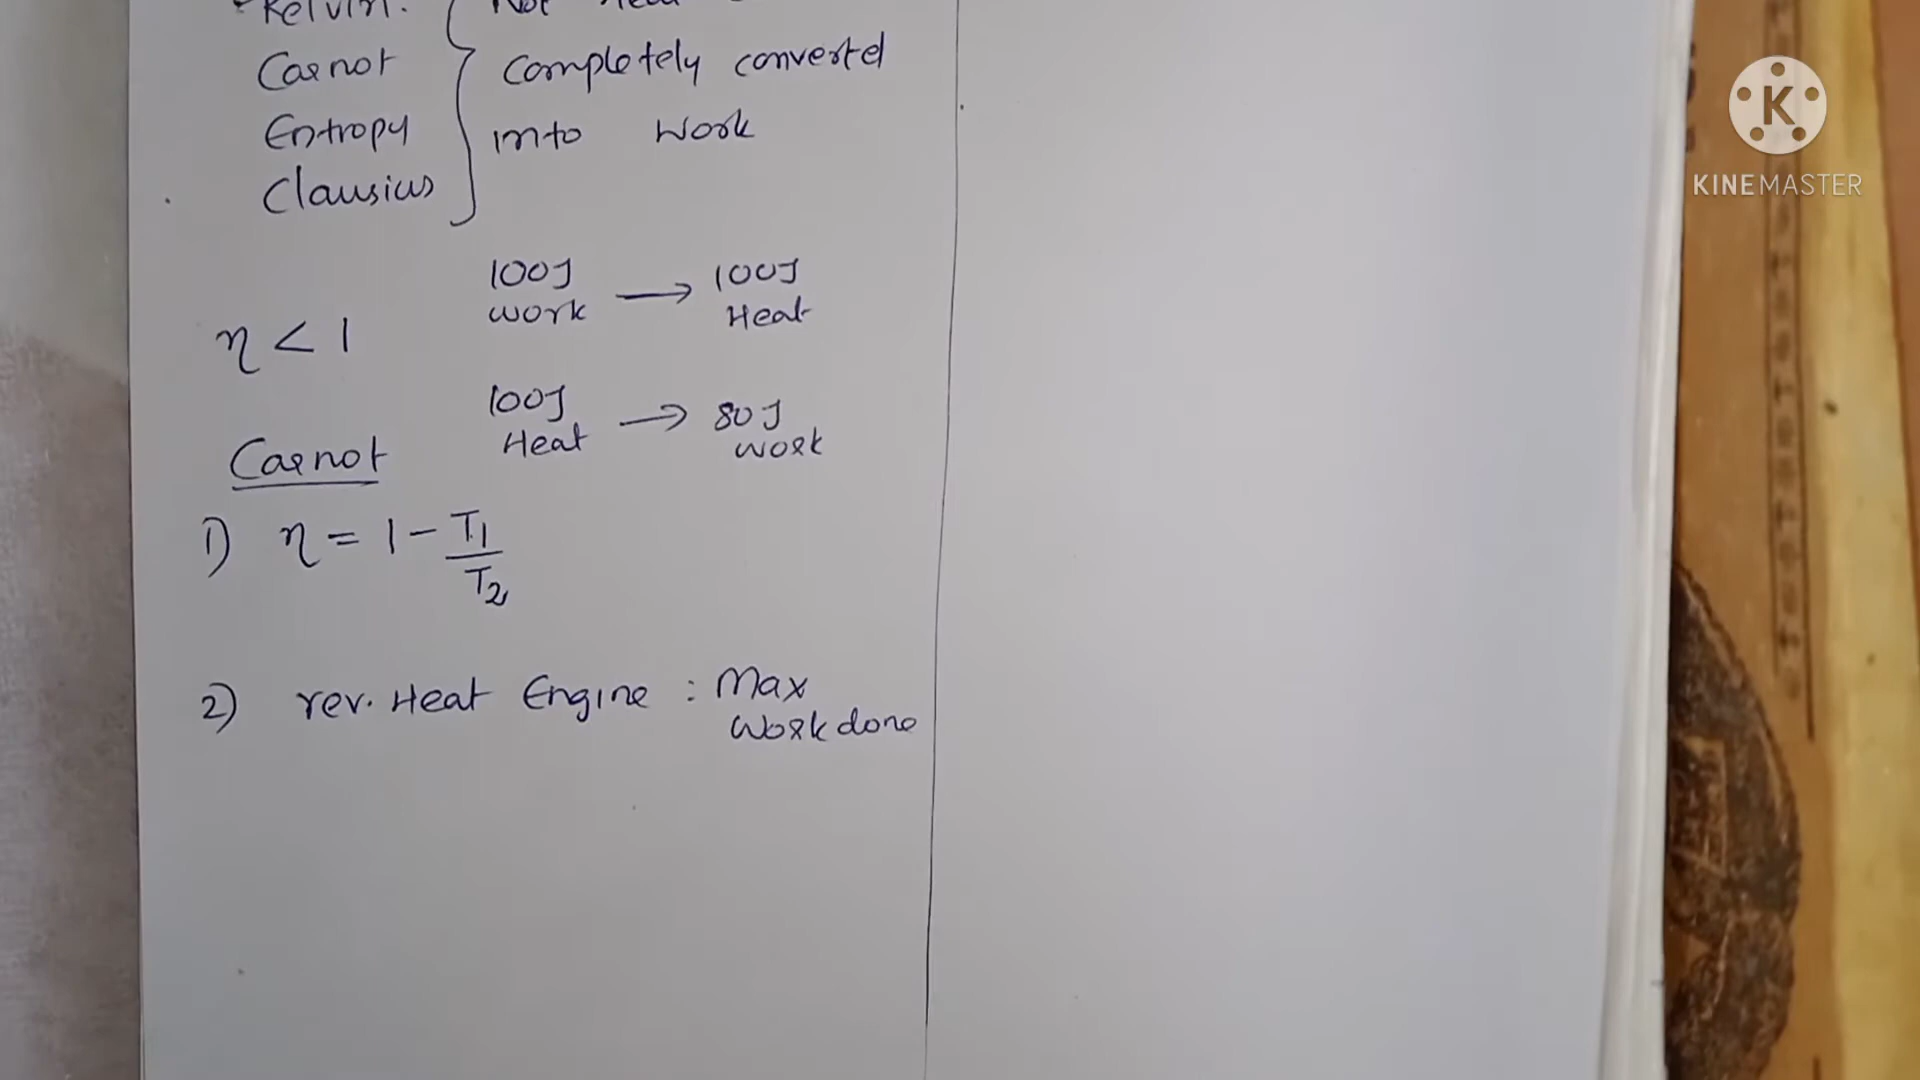 Kelvin.
Carnot
Entropy
Clausius
completely converted
into work
η < 1
100J work → 100J Heat
100J Heat → 80J work
Carnot
1) η = 1 - T1/T2
2) rev. Heat Engine : Max
Work done
KINEMASTER